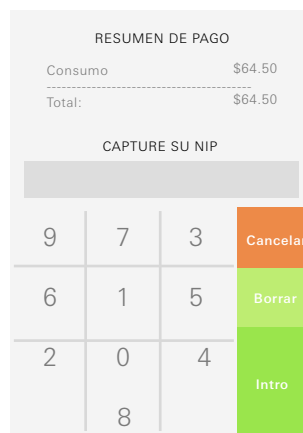 RESUMEN DE PAGO
Consumo $64.50
Total: $64.50
CAPTURE SU NIP
9 7 3 Cancelar
6 1 5 Borrar
2 0 4
Intro
8